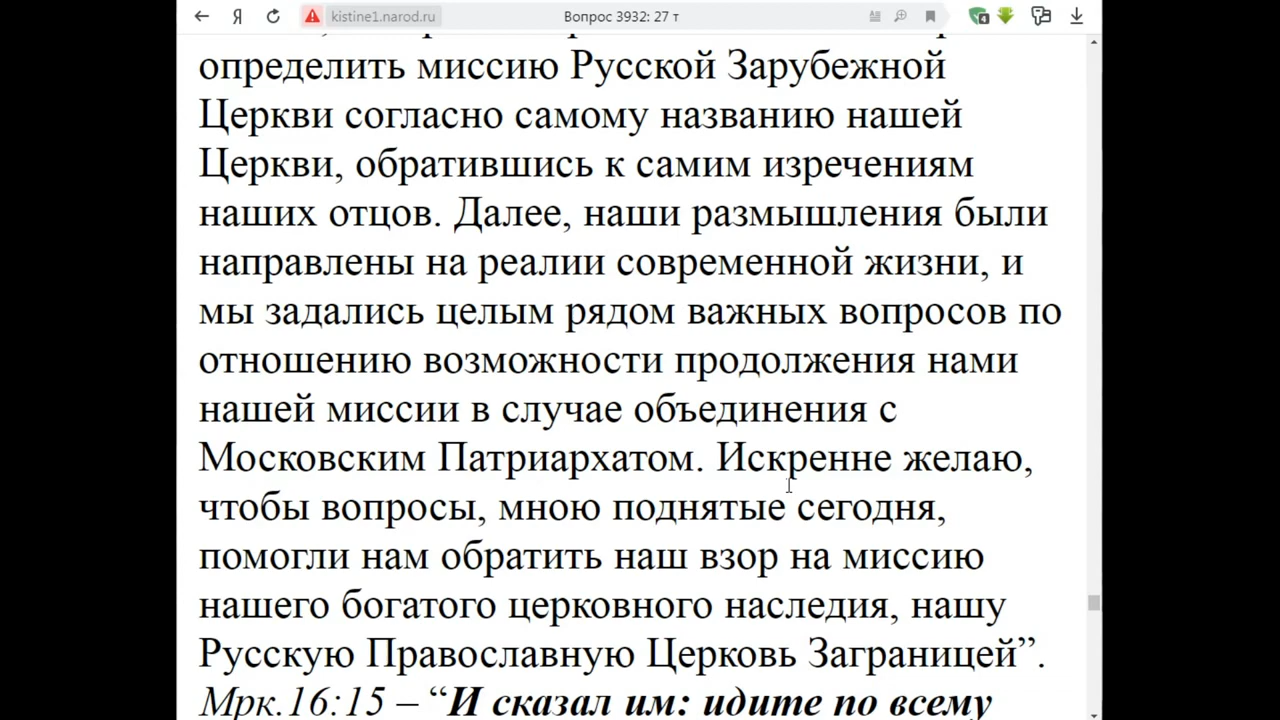 Я kistine1.narod.ru Вопрос 3932: 27 т 4
определить миссию Русской Зарубежной
Церкви согласно самому названию нашей
Церкви, обратившись к самим изречениям
наших отцов. Далее, наши размышления были
направлены на реалии современной жизни, и
мы задались целым рядом важных вопросов по
отношению возможности продолжения нами
нашей миссии в случае объединения с
Московским Патриархатом. Искренне желаю,
чтобы вопросы, мною поднятые сегодня,
помогли нам обратить наш взор на миссию
нашего богатого церковного наследия, нашу
Русскую Православную Церковь Заграницей”.
Мрк.16:15 – “И сказал им: идите по всему